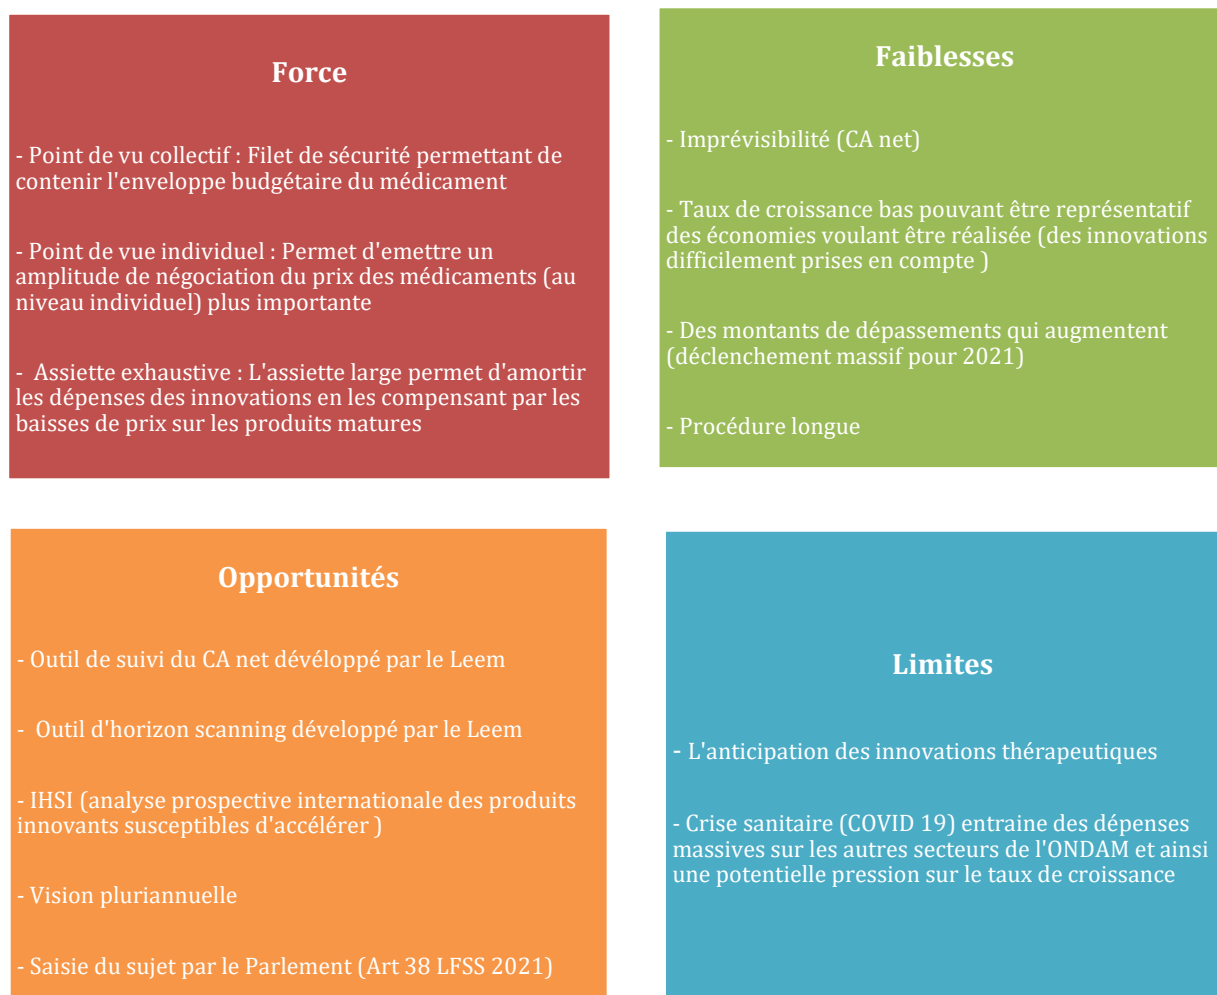 Force
- Point de vu collectif : Filet de sécurité permettant de
contenir l'enveloppe budgétaire du médicament
- Point de vue individuel : Permet d'emettre un
amplitude de négociation du prix des médicaments (au
niveau individuel) plus importante
- Assiette exhaustive : L'assiette large permet d'amortir
les dépenses des innovations en les compensant par les
baisses de prix sur les produits matures
Faiblesses
- Imprévisibilité (CA net)
- Taux de croissance bas pouvant être représentatif
des économies voulant être réalisée (des innovations
difficilement prises en compte )
- Des montants de dépassements qui augmentent
(déclenchement massif pour 2021)
- Procédure longue
Opportunités
- Outil de suivi du CA net dévéloppé par le Leem
- Outil d'horizon scanning développé par le Leem
- IHSI (analyse prospective internationale des produits
innovants susceptibles d'accélérer )
- Vision pluriannuelle
- Saisie du sujet par le Parlement (Art 38 LFSS 2021)
Limites
- L'anticipation des innovations thérapeutiques
- Crise sanitaire (COVID 19) entraine des dépenses
massives sur les autres secteurs de l'ONDAM et ainsi
une potentielle pression sur le taux de croissance